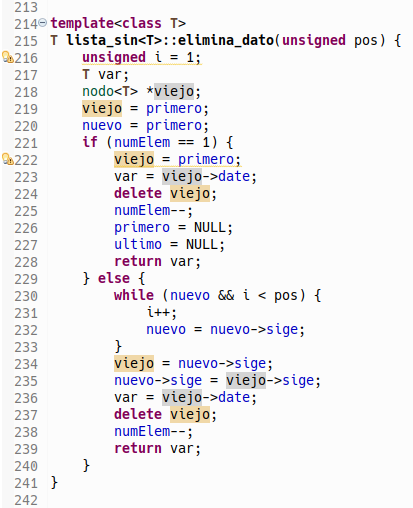 213
214 template<class T>
215 T lista_sin<T>::elimina_dato(unsigned pos) {
216 unsigned i = 1;
217 T var;
218 nodo<T> *viejo;
219 viejo = primero;
220 nuevo = primero;
221 if (numElem == 1) {
222 viejo = primero;
223 var = viejo->date;
224 delete viejo;
225 numElem--;
226 primero = NULL;
227 ultimo = NULL;
228 return var;
229 } else {
230 while (nuevo && i < pos) {
231 i++;
232 nuevo = nuevo->sige;
233 }
234 viejo = nuevo->sige;
235 nuevo->sige = viejo->sige;
236 var = viejo->date;
237 delete viejo;
238 numElem--;
239 return var;
240 }
241 }
242